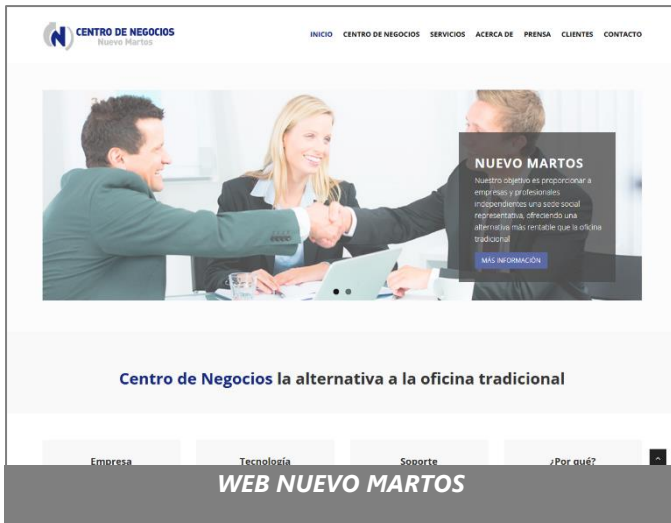 CENTRO DE NEGOCIOS
Nuevo Martos
INICIO CENTRO DE NEGOCIOS SERVICIOS ACERCA DE PRENSA CLIENTES CONTACTO
NUEVO MARTOS
Nuestro objetivo es proporcionar a
empresas y profesionales
independientes una sede social
representativa, ofreciendo una
alternativa más rentable que la oficina
tradicional
MÁS INFORMACIÓN
Centro de Negocios la alternativa a la oficina tradicional
Empresa Tecnología Soporte ¿Por qué?
WEB NUEVO MARTOS